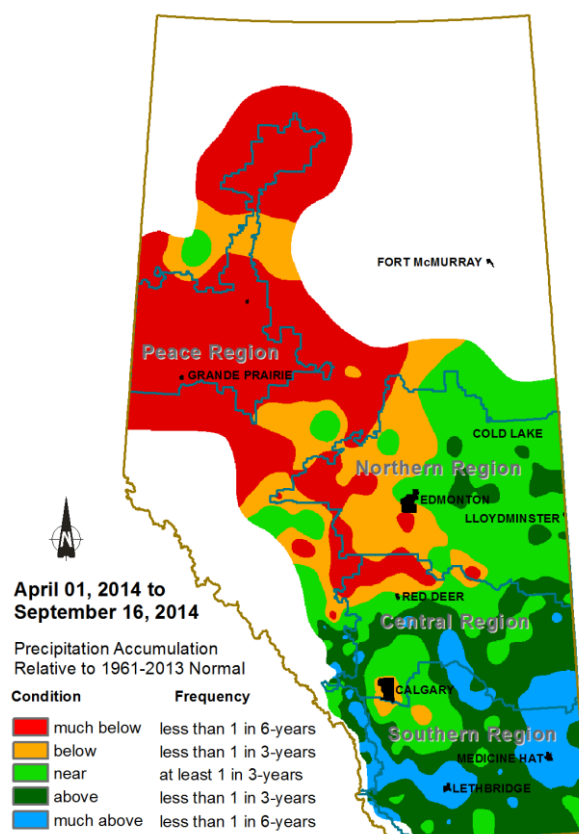 FORT McMURRAY
Peace Region
GRANDE PRAIRIE
COLD LAKE
Northern Region
EDMONTON
LLOYDMINSTER
N
April 01, 2014 to
September 16, 2014
RED DEER
Central Region
Precipitation Accumulation
Relative to 1961-2013 Normal
CALGARY
Condition Frequency
Southern Region
much below less than 1 in 6-years
below less than 1 in 3-years
MEDICINE HAT
near at least 1 in 3-years
LETHBRIDGE
above less than 1 in 3-years
much above less than 1 in 6-years